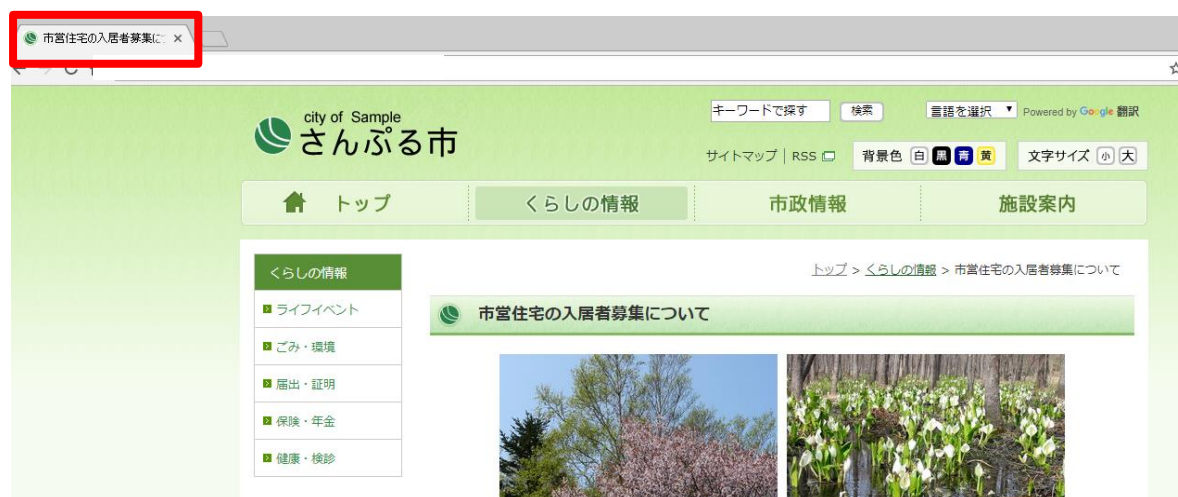 市営住宅の入居者募集に
city of Sample
さんぷる市
キーワードで探す 検索 言語を選択 Powered by Google 翻訳
サイトマップ | RSS 背景色 白 黒 青 黄 文字サイズ 小 大
トップ くらしの情報 市政情報 施設案内
くらしの情報
トップ > くらしの情報 > 市営住宅の入居者募集について
ライフイベント
市営住宅の入居者募集について
ごみ・環境
届出・証明
保険・年金
健康・検診